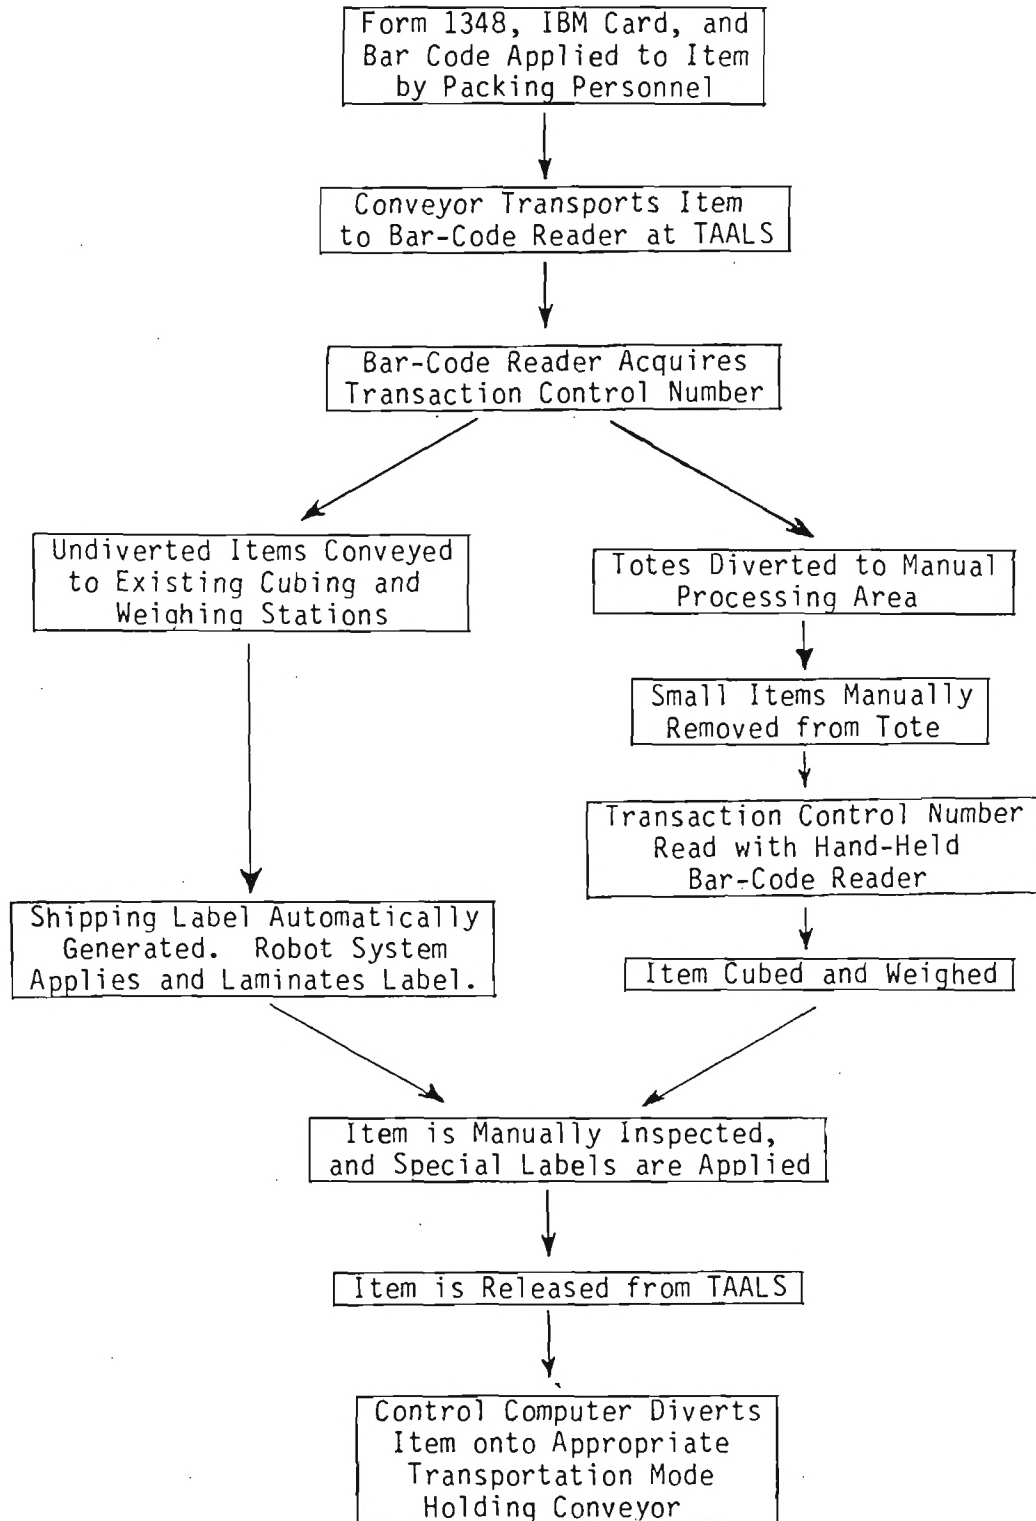 Form 1348, IBM Card, and
Bar Code Applied to Item
by Packing Personnel
Conveyor Transports Item
to Bar-Code Reader at TAALS
Bar-Code Reader Acquires
Transaction Control Number
Undiverted Items Conveyed
to Existing Cubing and
Weighing Stations
Shipping Label Automatically
Generated. Robot System
Applies and Laminates Label.
Totes Diverted to Manual
Processing Area
Small Items Manually
Removed from Tote
Transaction Control Number
Read with Hand-Held
Bar-Code Reader
Item Cubed and Weighed
Item is Manually Inspected,
and Special Labels are Applied
Item is Released from TAALS
Control Computer Diverts
Item onto Appropriate
Transportation Mode
Holding Conveyor